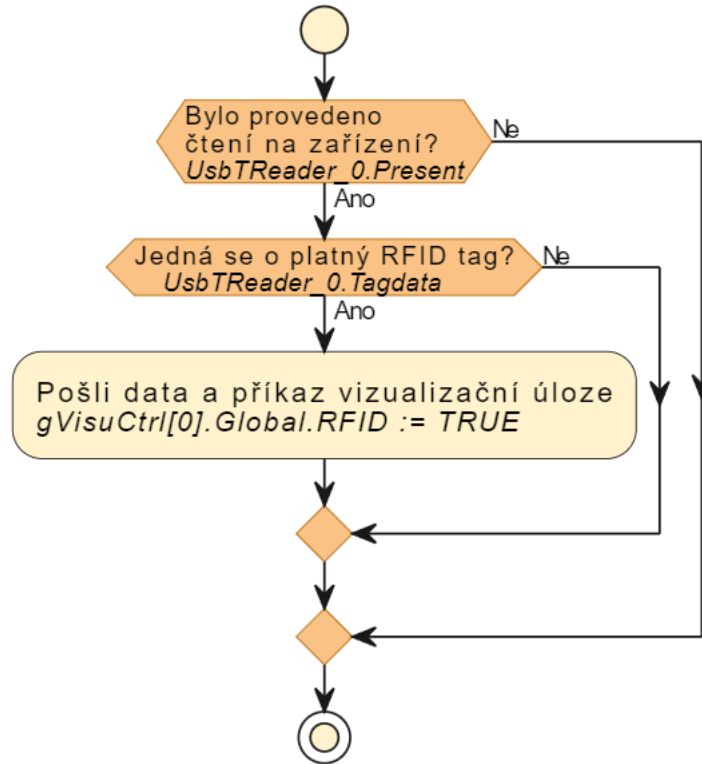 Bylo provedeno
čtení na zařízení?
UsbTReader_0.Present
Ne
Ano
Jedná se o platný RFID tag?
UsbTReader_0.Tagdata
Ne
Ano
Pošli data a příkaz vizualizační úloze
gVisuCtrl[0].Global.RFID := TRUE